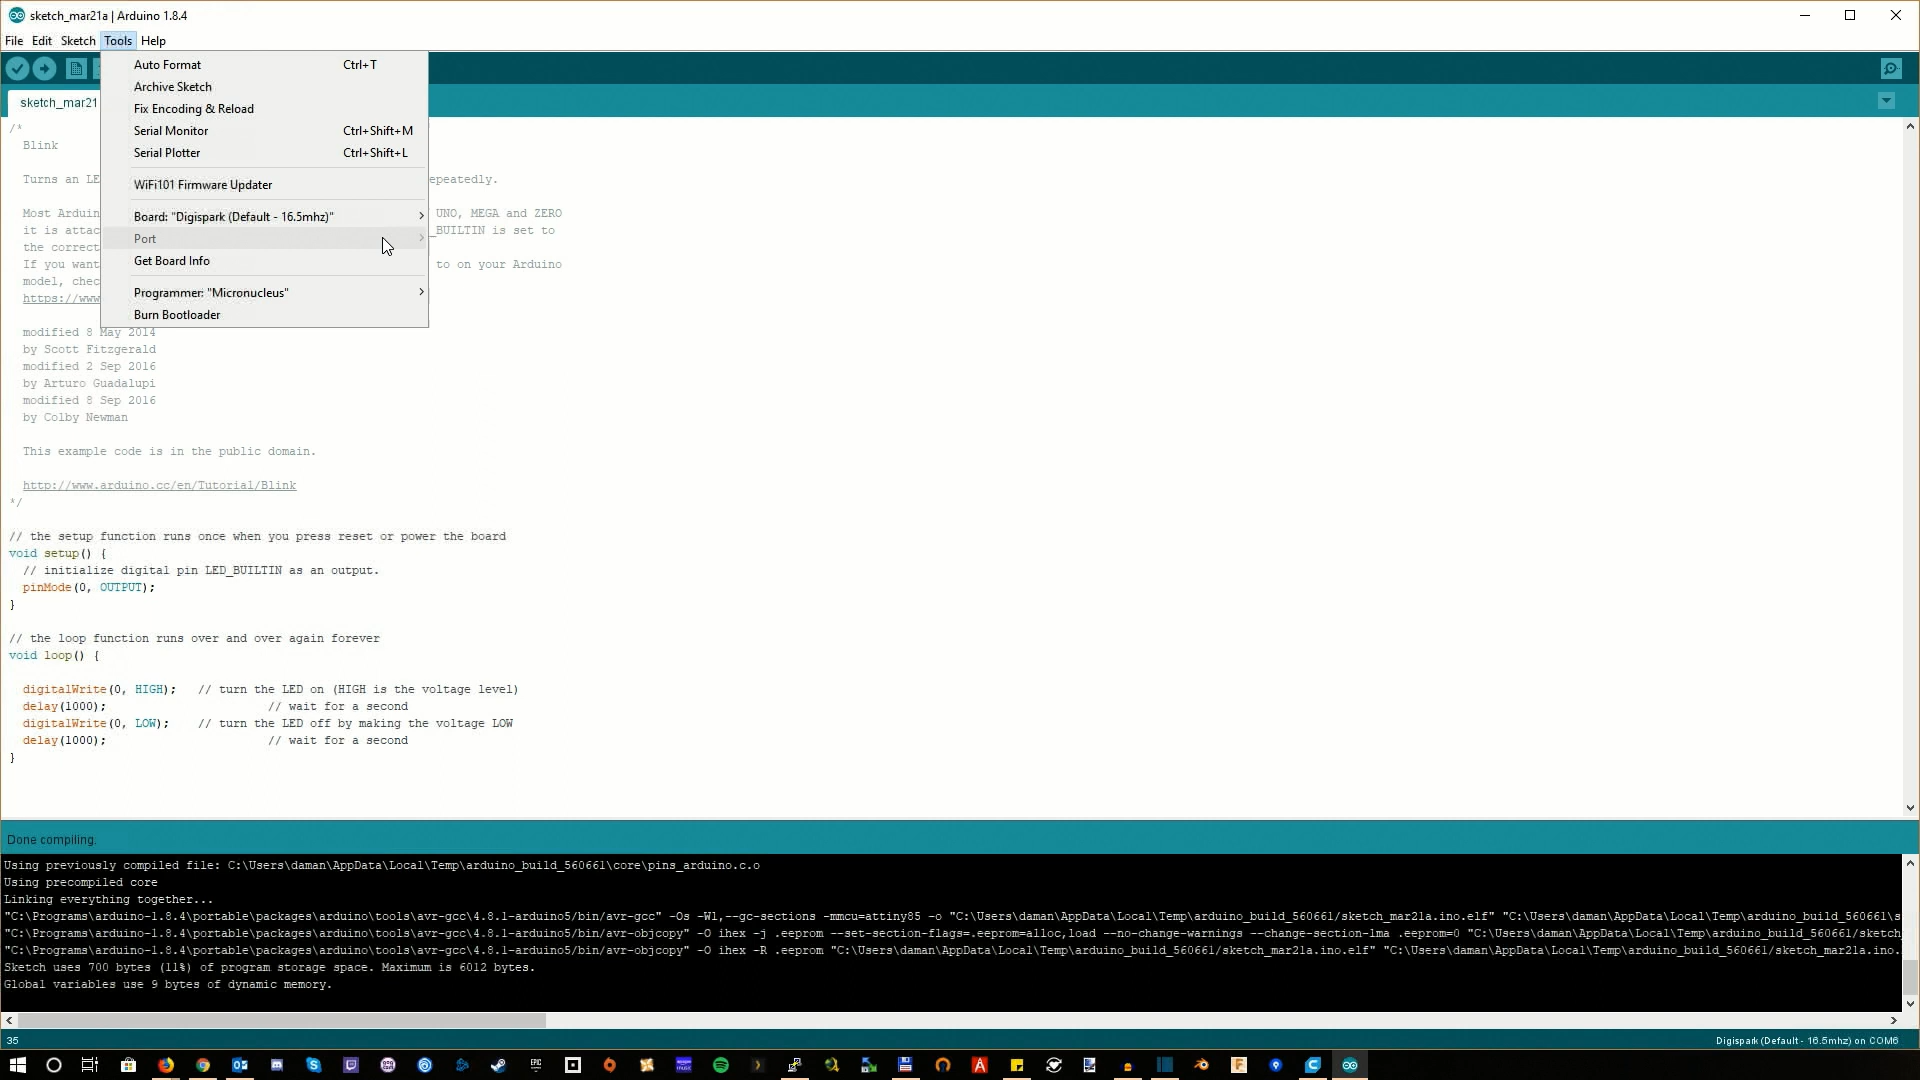 sketch_mar21a | Arduino 1.8.4
File Edit Sketch Tools Help
Auto Format Ctrl+T
Archive Sketch
Fix Encoding & Reload
Serial Monitor Ctrl+Shift+M
Serial Plotter Ctrl+Shift+L
WiFi101 Firmware Updater
Board: "Digispark (Default - 16.5mhz)"
Port
Get Board Info
Programmer: "Micronucleus"
Burn Bootloader
sketch_mar21
/*
Blink
Turns an LE epeatedly.
Most Arduin UNO, MEGA and ZERO
it is attac _BUILTIN is set to
the correct
If you want to on your Arduino
model, chec
https://www
modified 8 May 2014
by Scott Fitzgerald
modified 2 Sep 2016
by Arturo Guadalupi
modified 8 Sep 2016
by Colby Newman
This example code is in the public domain.
http://www.arduino.cc/en/Tutorial/Blink
*/
// the setup function runs once when you press reset or power the board
void setup() {
// initialize digital pin LED_BUILTIN as an output.
pinMode(0, OUTPUT);
}
// the loop function runs over and over again forever
void loop() {
digitalWrite(0, HIGH); // turn the LED on (HIGH is the voltage level)
delay(1000); // wait for a second
digitalWrite(0, LOW); // turn the LED off by making the voltage LOW
delay(1000); // wait for a second
}
Done compiling.
Using previously compiled file: C:\Users\daman\AppData\Local\Temp\arduino_build_560661\core\pins_arduino.c.o
Using precompiled core
Linking everything together...
"C:\Programs\arduino-1.8.4\portable\packages\arduino\tools\avr-gcc\4.8.1-arduino5/bin/avr-gcc" -Os -Wl,--gc-sections -mmcu=attiny85 -o "C:\Users\daman\AppData\Local\Temp\arduino_build_560661/sketch_mar21a.ino.elf" "C:\Users\daman\AppData\Local\Temp\arduino_build_560661\s
"C:\Programs\arduino-1.8.4\portable\packages\arduino\tools\avr-gcc\4.8.1-arduino5/bin/avr-objcopy" -O ihex -j .eeprom --set-section-flags=.eeprom=alloc,load --no-change-warnings --change-section-lma .eeprom=0 "C:\Users\daman\AppData\Local\Temp\arduino_build_560661/sketch_
"C:\Programs\arduino-1.8.4\portable\packages\arduino\tools\avr-gcc\4.8.1-arduino5/bin/avr-objcopy" -O ihex -R .eeprom "C:\Users\daman\AppData\Local\Temp\arduino_build_560661/sketch_mar21a.ino.elf" "C:\Users\daman\AppData\Local\Temp\arduino_build_560661/sketch_mar21a.ino.
Sketch uses 700 bytes (11%) of program storage space. Maximum is 6012 bytes.
Global variables use 9 bytes of dynamic memory.
35 Digispark (Default - 16.5mhz) on COM6